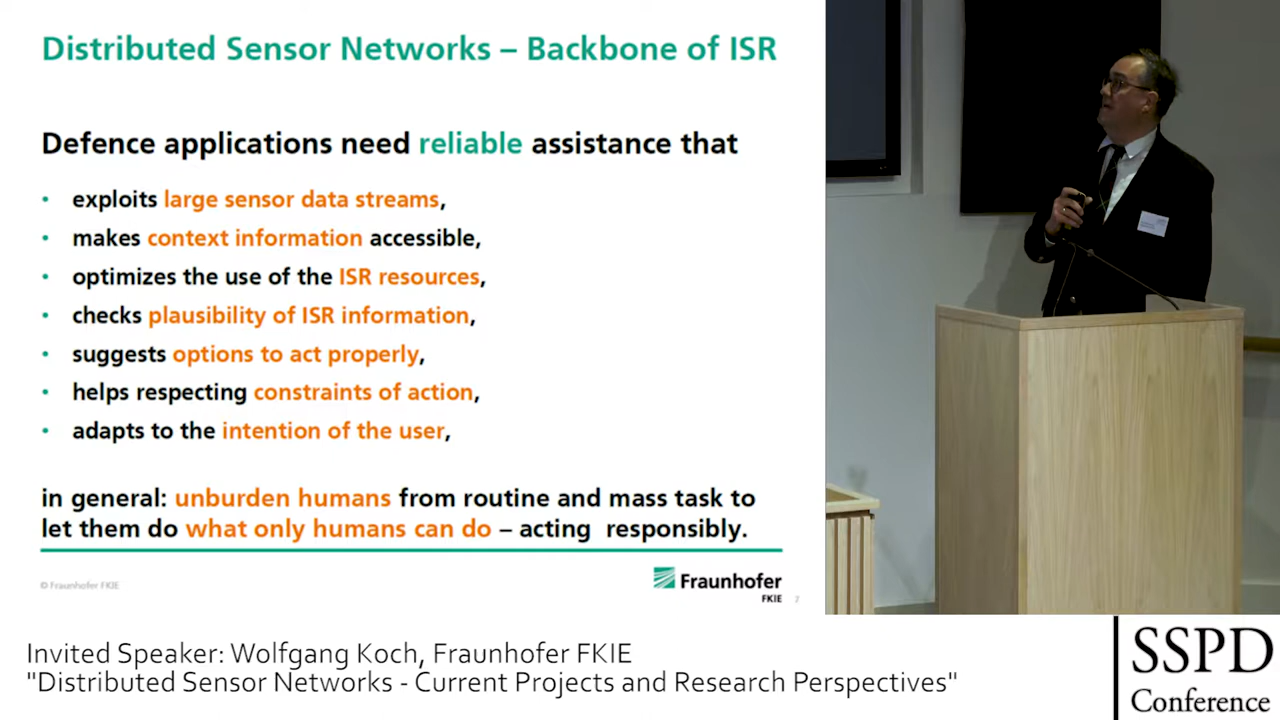 Distributed Sensor Networks – Backbone of ISR
Defence applications need reliable assistance that
• exploits large sensor data streams,
• makes context information accessible,
• optimizes the use of the ISR resources,
• checks plausibility of ISR information,
• suggests options to act properly,
• helps respecting constraints of action,
• adapts to the intention of the user,
in general: unburden humans from routine and mass task to
let them do what only humans can do – acting responsibly.
© Fraunhofer FKIE
Fraunhofer
FKIE
7
Invited Speaker: Wolfgang Koch, Fraunhofer FKIE
"Distributed Sensor Networks - Current Projects and Research Perspectives"
SSPD
Conference